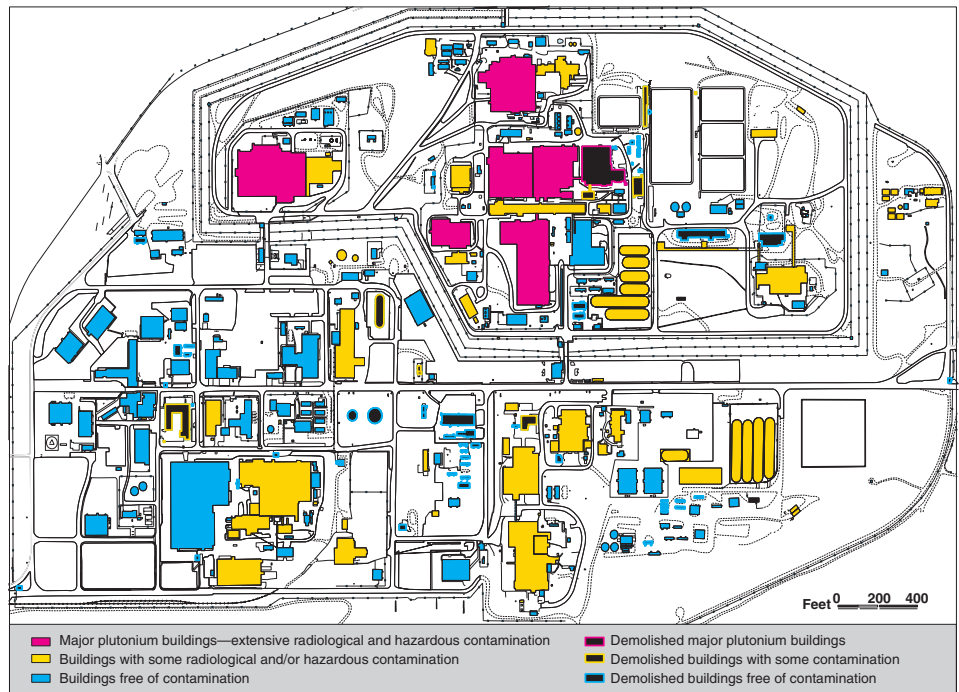 Feet 0 200 400
Major plutonium buildings—extensive radiological and hazardous contamination
Buildings with some radiological and/or hazardous contamination
Buildings free of contamination
Demolished major plutonium buildings
Demolished buildings with some contamination
Demolished buildings free of contamination